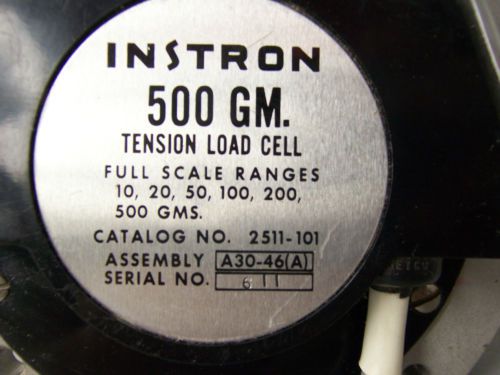 INSTRON
500 GM.
TENSION LOAD CELL
FULL SCALE RANGES
10, 20, 50, 100, 200,
500 GMS.
CATALOG NO. 2511-101
ASSEMBLY A30-46(A)
SERIAL NO. 611